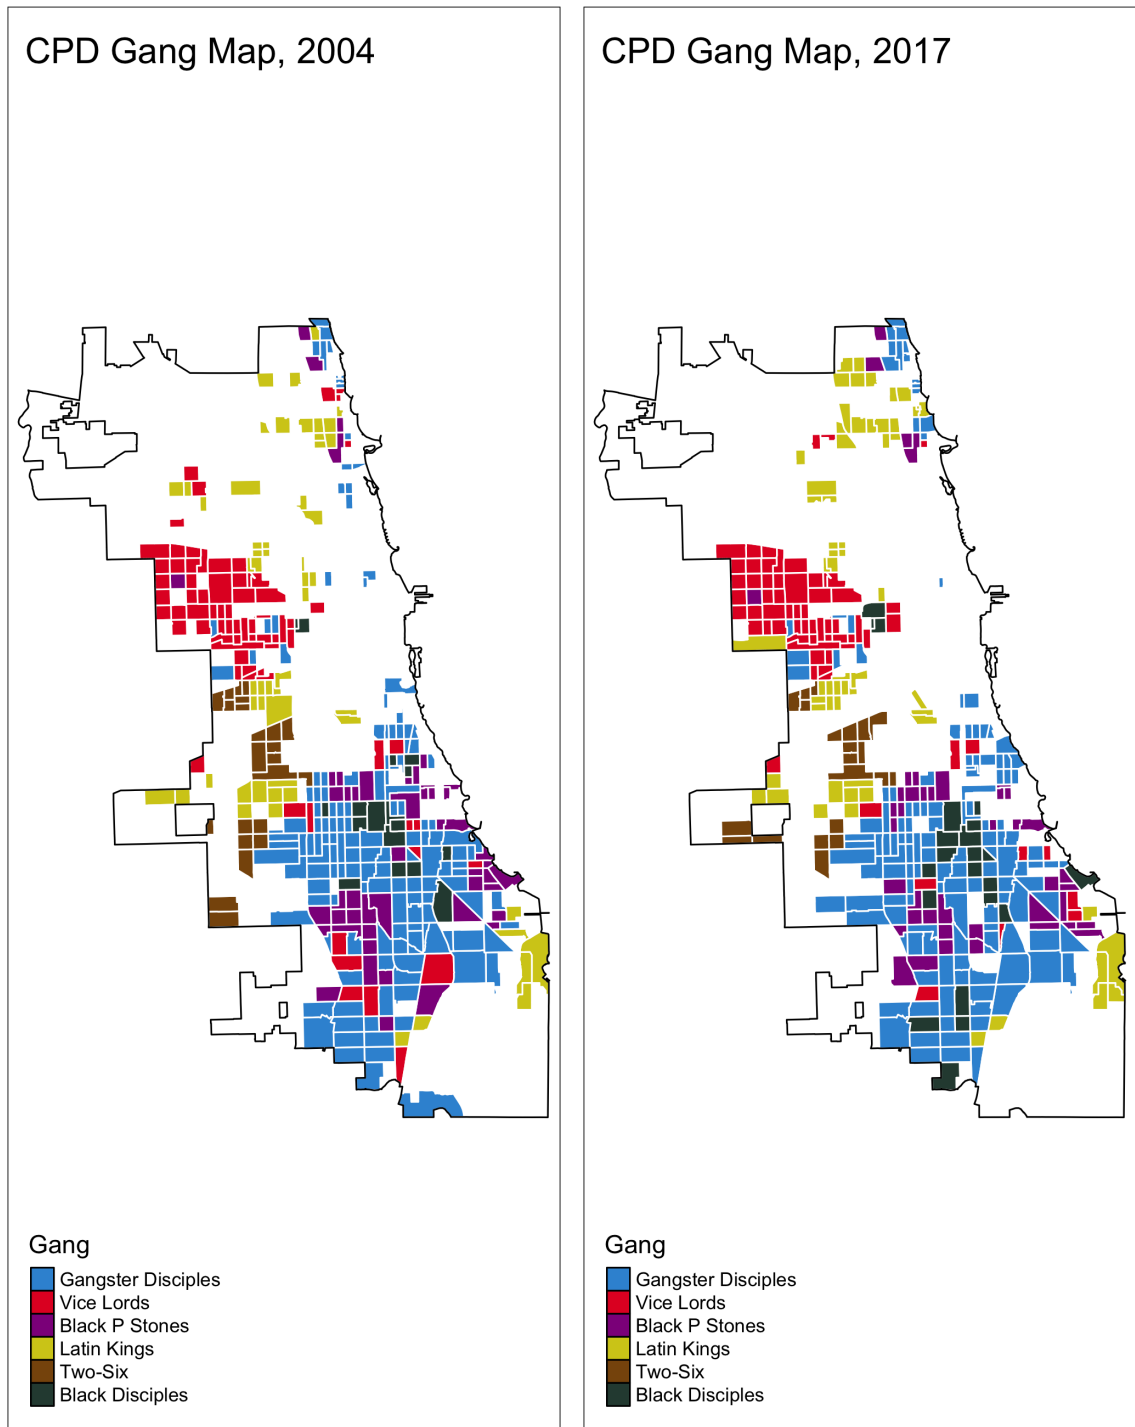 CPD Gang Map, 2004
Gang
Gangster Disciples
Vice Lords
Black P Stones
Latin Kings
Two-Six
Black Disciples
CPD Gang Map, 2017
Gang
Gangster Disciples
Vice Lords
Black P Stones
Latin Kings
Two-Six
Black Disciples